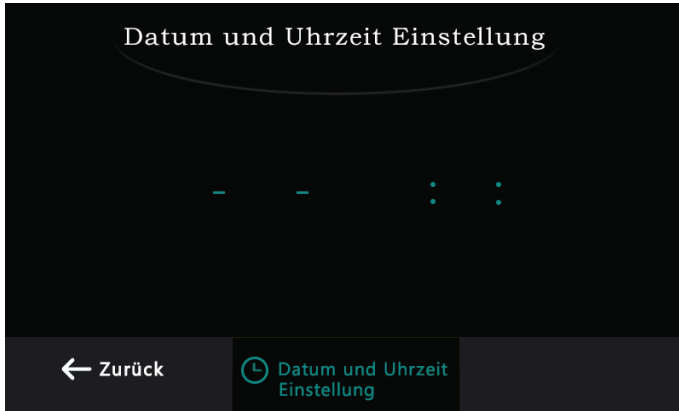 Datum und Uhrzeit Einstellung
- - : :
Zurück
Datum und Uhrzeit
Einstellung